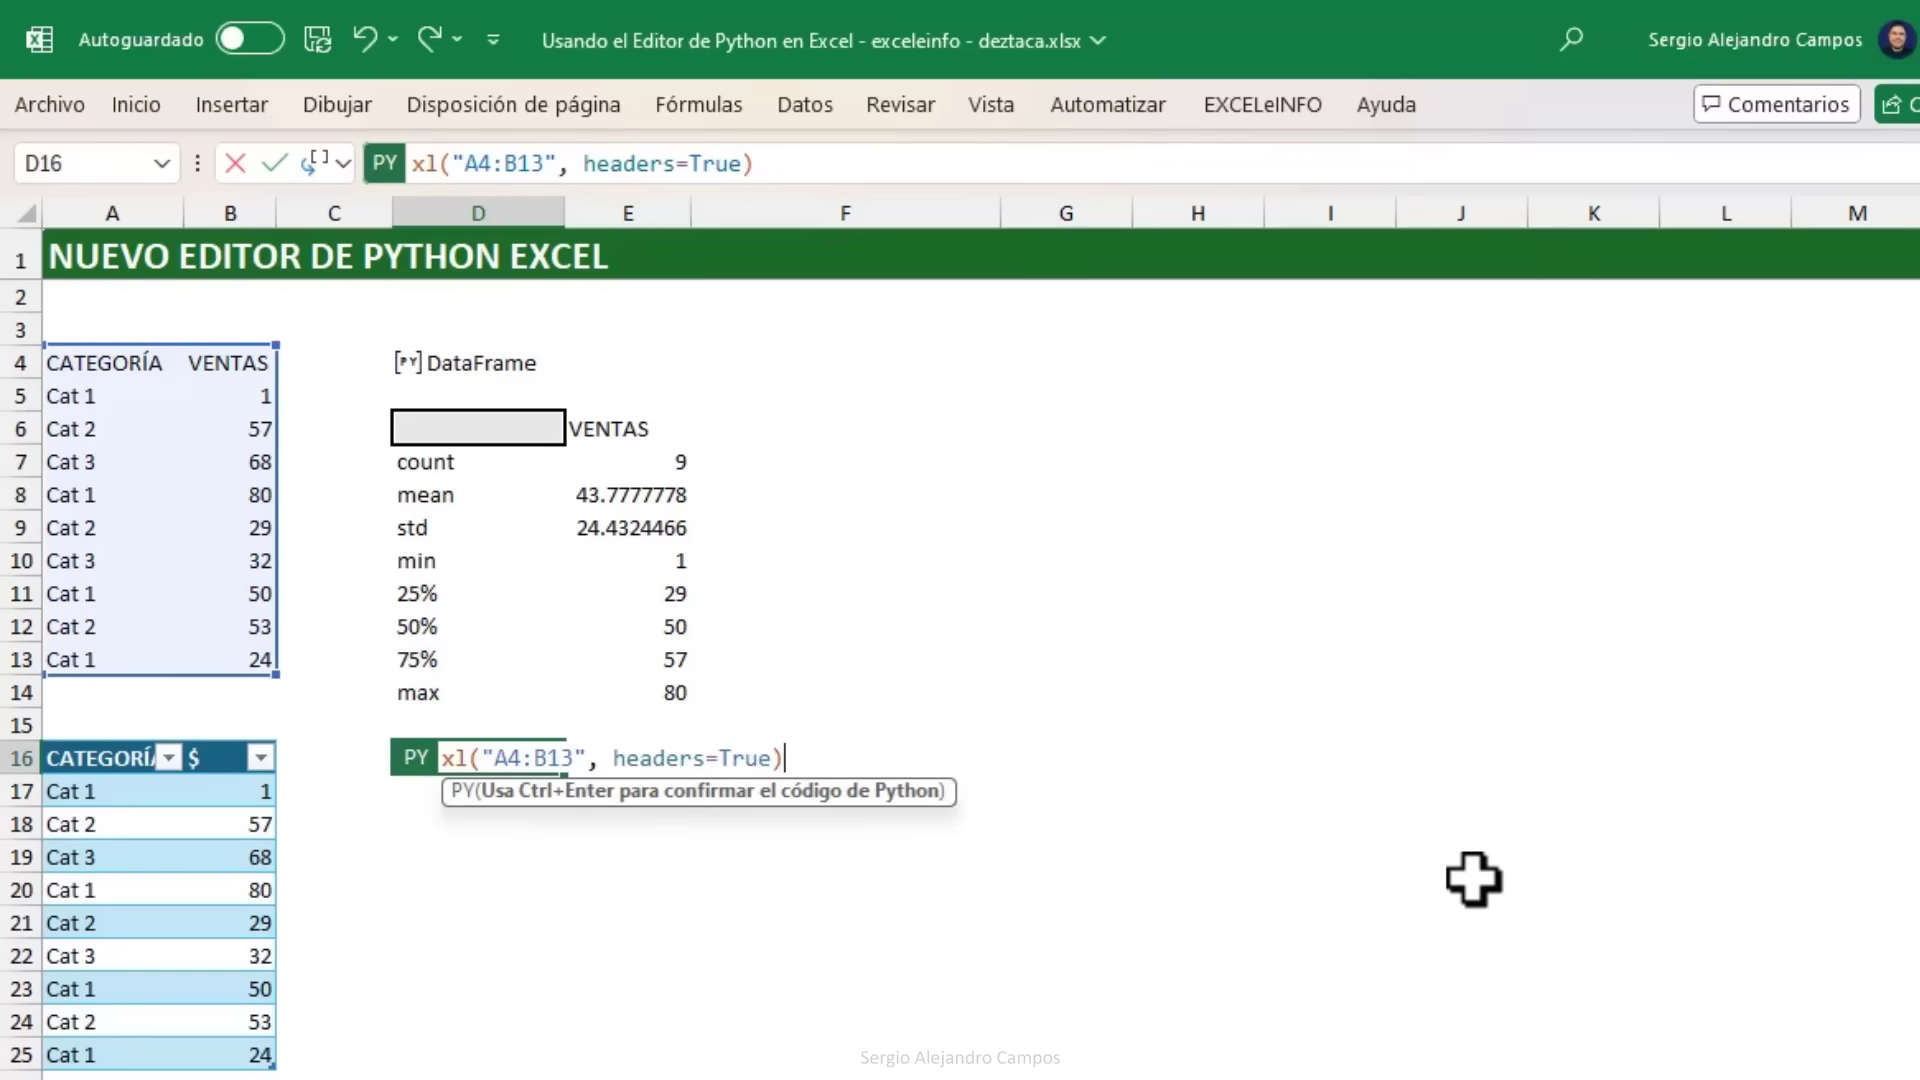 Autoguardado Usando el Editor de Python en Excel - exceleinfo - deztaca.xlsx Sergio Alejandro Campos
Archivo Inicio Insertar Dibujar Disposición de página Fórmulas Datos Revisar Vista Automatizar EXCELeINFO Ayuda Comentarios C
D16 PY xl("A4:B13", headers=True)
A B C D E F G H I J K L M
1 NUEVO EDITOR DE PYTHON EXCEL
2
3
4 CATEGORÍA VENTAS [PY] DataFrame
5 Cat 1 1
6 Cat 2 57 VENTAS
7 Cat 3 68 count 9
8 Cat 1 80 mean 43.7777778
9 Cat 2 29 std 24.4324466
10 Cat 3 32 min 1
11 Cat 1 50 25% 29
12 Cat 2 53 50% 50
13 Cat 1 24 75% 57
14 max 80
15
16 CATEGORÍA $ PY xl("A4:B13", headers=True)
17 Cat 1 1 PY(Usa Ctrl+Enter para confirmar el código de Python)
18 Cat 2 57
19 Cat 3 68
20 Cat 1 80
21 Cat 2 29
22 Cat 3 32
23 Cat 1 50
24 Cat 2 53
25 Cat 1 24
Sergio Alejandro Campos